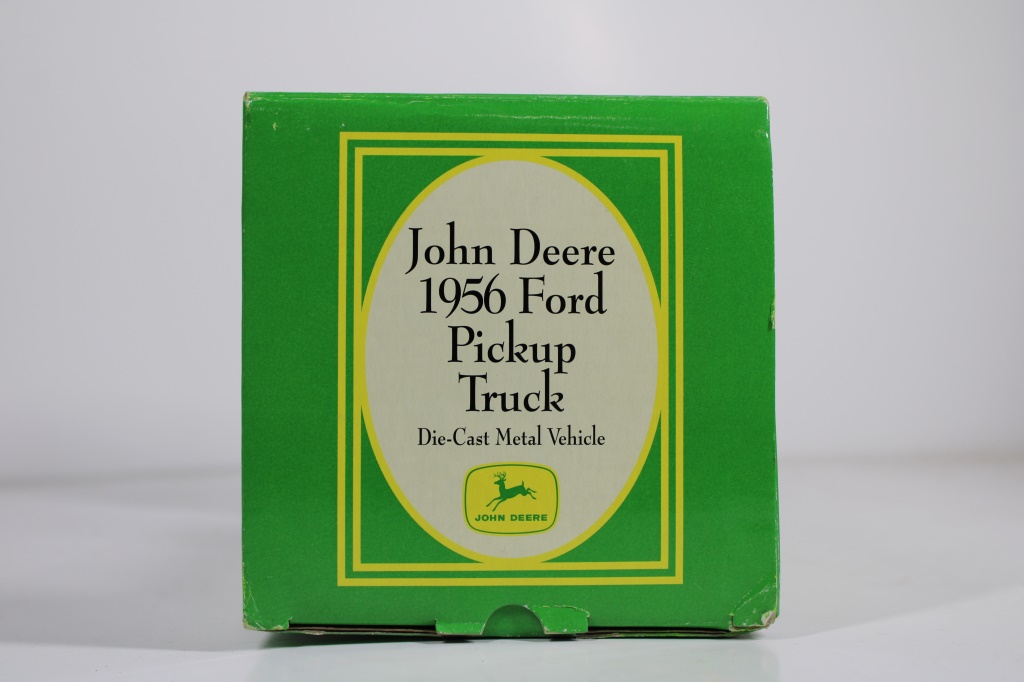 John Deere
1956 Ford
Pickup
Truck
Die-Cast Metal Vehicle
JOHN DEERE